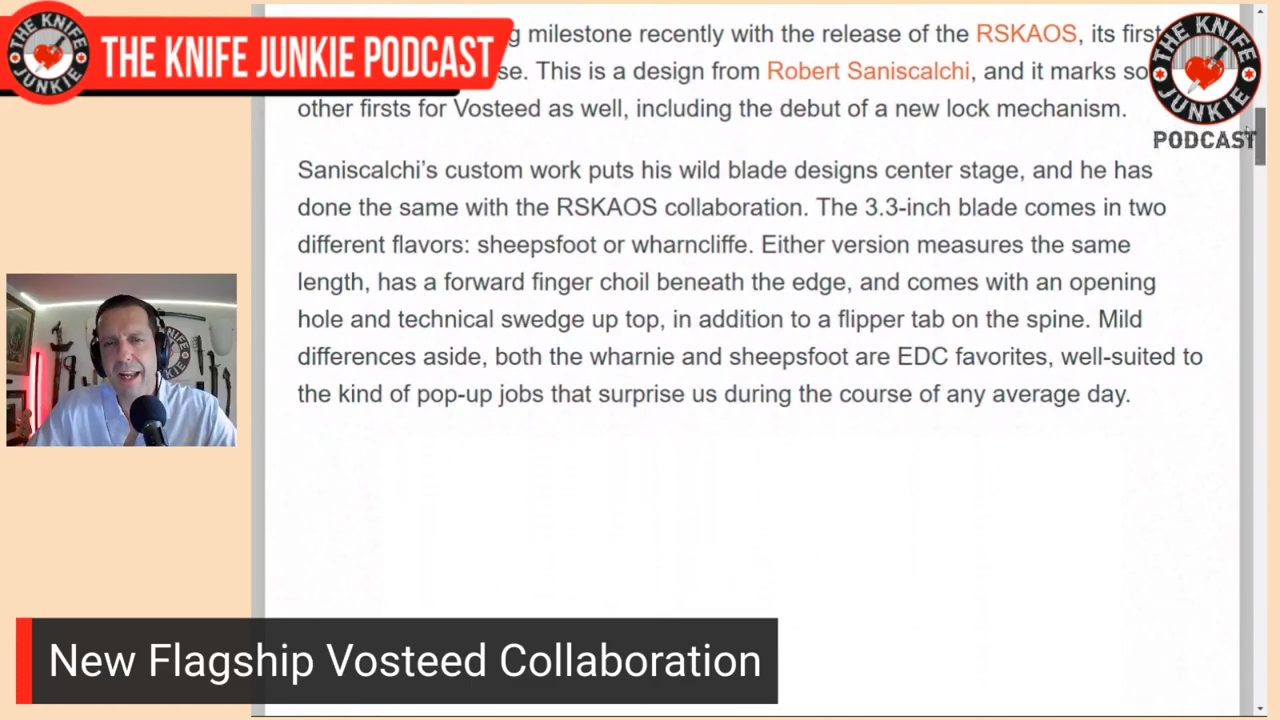 THE KNIFE JUNKIE
THE KNIFE JUNKIE PODCAST
milestone recently with the release of the RSKAOS, its first
This is a design from Robert Saniscalchi, and it marks
other firsts for Vosteed as well, including the debut of a new lock mechanism.
THE KNIFE JUNKIE
PODCAST
Saniscalchi’s custom work puts his wild blade designs center stage, and he has
done the same with the RSKAOS collaboration. The 3.3-inch blade comes in two
different flavors: sheepsfoot or wharncliffe. Either version measures the same
length, has a forward finger choil beneath the edge, and comes with an opening
hole and technical swedge up top, in addition to a flipper tab on the spine. Mild
differences aside, both the wharnie and sheepsfoot are EDC favorites, well-suited to
the kind of pop-up jobs that surprise us during the course of any average day.
New Flagship Vosteed Collaboration